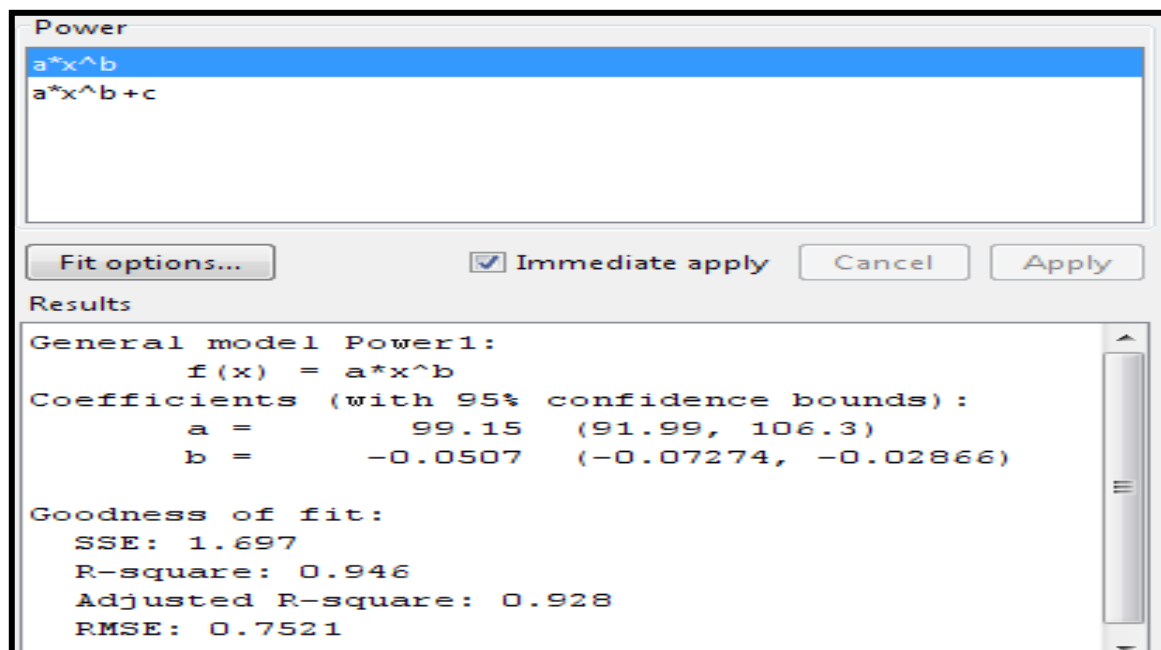 Power
a*x^b
a*x^b+c
Fit options...
Immediate apply
Cancel
Apply
Results
General model Power1:
f(x) = a*x^b
Coefficients (with 95% confidence bounds):
a = 99.15 (91.99, 106.3)
b = -0.0507 (-0.07274, -0.02866)
Goodness of fit:
SSE: 1.697
R-square: 0.946
Adjusted R-square: 0.928
RMSE: 0.7521